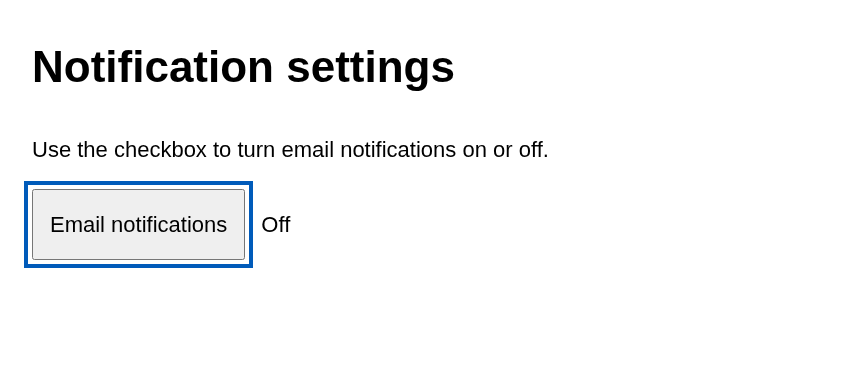 Notification settings
Use the checkbox to turn email notifications on or off.
Email notifications Off